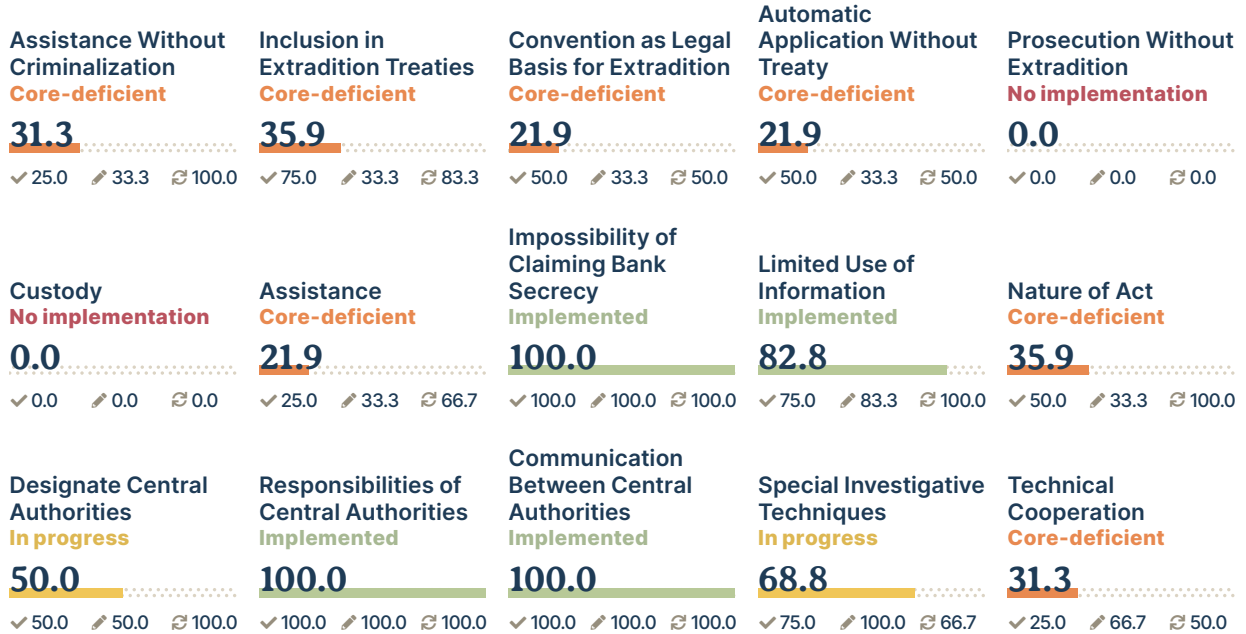 Assistance Without
Criminalization
Core-deficient
31.3
25.0 33.3 100.0
Inclusion in
Extradition Treaties
Core-deficient
35.9
75.0 33.3 83.3
Convention as Legal
Basis for Extradition
Core-deficient
21.9
50.0 33.3 50.0
Automatic
Application Without
Treaty
Core-deficient
21.9
50.0 33.3 50.0
Prosecution Without
Extradition
No implementation
0.0
0.0 0.0 0.0
Custody
No implementation
0.0
0.0 0.0 0.0
Assistance
Core-deficient
21.9
25.0 33.3 66.7
Impossibility of
Claiming Bank
Secrecy
Implemented
100.0
100.0 100.0 100.0
Limited Use of
Information
Implemented
82.8
75.0 83.3 100.0
Nature of Act
Core-deficient
35.9
50.0 33.3 100.0
Designate Central
Authorities
In progress
50.0
50.0 50.0 100.0
Responsibilities of
Central Authorities
Implemented
100.0
100.0 100.0 100.0
Communication
Between Central
Authorities
Implemented
100.0
100.0 100.0 100.0
Special Investigative
Techniques
In progress
68.8
75.0 100.0 66.7
Technical
Cooperation
Core-deficient
31.3
25.0 66.7 50.0